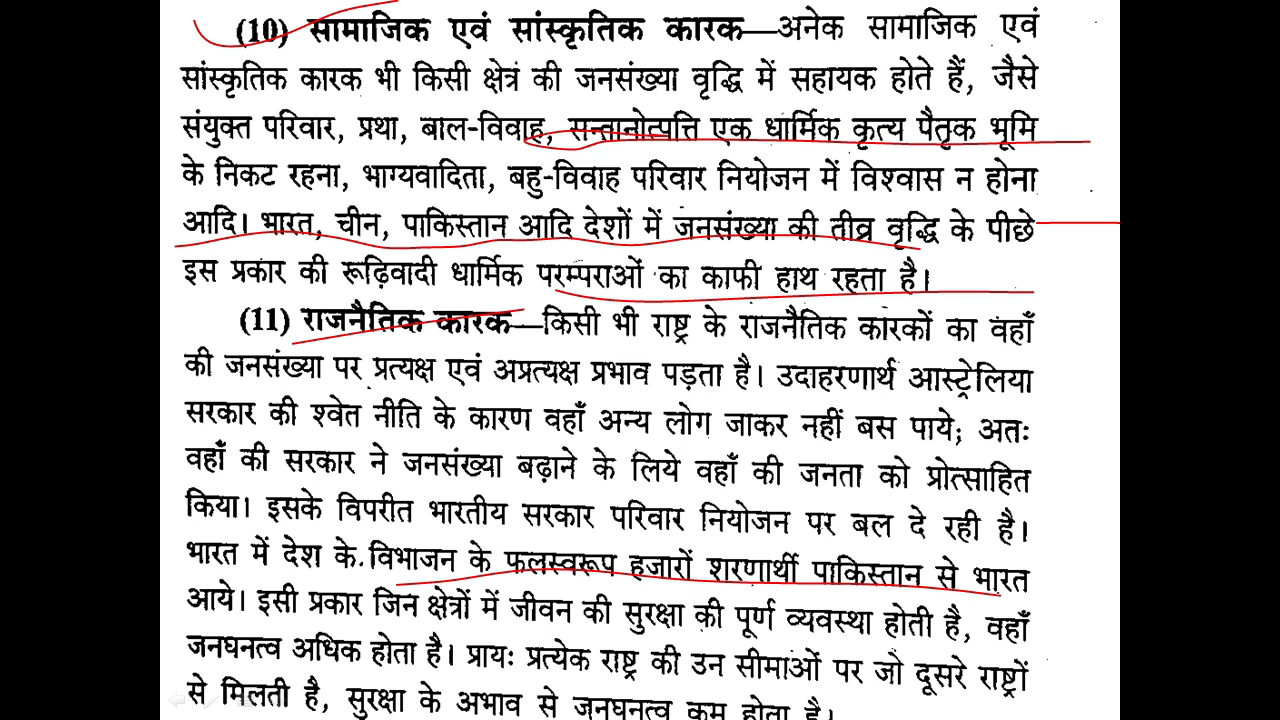 (10) सामाजिक एवं सांस्कृतिक कारक—अनेक सामाजिक एवं
सांस्कृतिक कारक भी किसी क्षेत्र की जनसंख्या वृद्धि में सहायक होते हैं, जैसे
संयुक्त परिवार, प्रथा, बाल-विवाह, सन्तानोत्पत्ति एक धार्मिक कृत्य पैतृक भूमि
के निकट रहना, भाग्यवादिता, बहु-विवाह परिवार नियोजन में विश्वास न होना
आदि। भारत, चीन, पाकिस्तान आदि देशों में जनसंख्या की तीव्र वृद्धि के पीछे
इस प्रकार की रूढ़िवादी धार्मिक परम्पराओं का काफी हाथ रहता है।
(11) राजनैतिक कारक—किसी भी राष्ट्र के राजनैतिक कारकों का वहाँ
की जनसंख्या पर प्रत्यक्ष एवं अप्रत्यक्ष प्रभाव पड़ता है। उदाहरणार्थ आस्ट्रेलिया
सरकार की श्वेत नीति के कारण वहाँ अन्य लोग जाकर नहीं बस पाये; अतः
वहाँ की सरकार ने जनसंख्या बढ़ाने के लिये वहाँ की जनता को प्रोत्साहित
किया। इसके विपरीत भारतीय सरकार परिवार नियोजन पर बल दे रही है।
भारत में देश के विभाजन के फलस्वरूप हजारों शरणार्थी पाकिस्तान से भारत
आये। इसी प्रकार जिन क्षेत्रों में जीवन की सुरक्षा की पूर्ण व्यवस्था होती है, वहाँ
जनघनत्व अधिक होता है। प्रायः प्रत्येक राष्ट्र की उन सीमाओं पर जो दूसरे राष्ट्रों
से मिलती है, सुरक्षा के अभाव से जनघनत्व कम होता है।